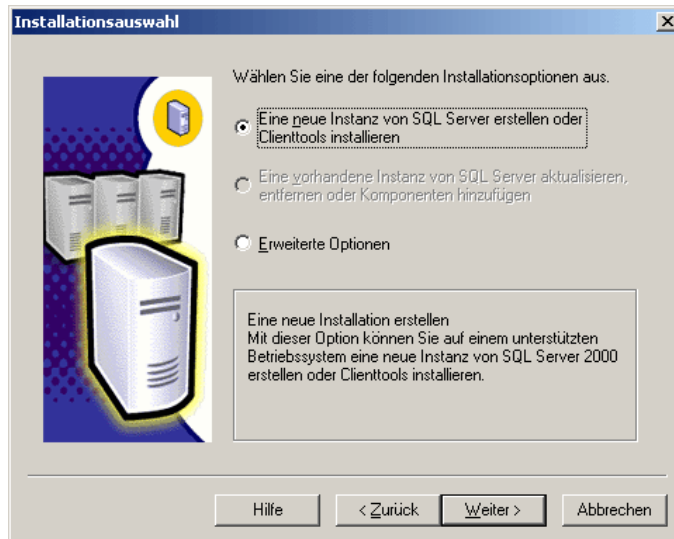 Installationsauswahl
Wählen Sie eine der folgenden Installationsoptionen aus.
Eine neue Instanz von SQL Server erstellen oder
Clienttools installieren
Eine vorhandene Instanz von SQL Server aktualisieren,
entfernen oder Komponenten hinzufügen
Erweiterte Optionen
Eine neue Installation erstellen
Mit dieser Option können Sie auf einem unterstützten
Betriebssystem eine neue Instanz von SQL Server 2000
erstellen oder Clienttools installieren.
Hilfe
< Zurück
Weiter >
Abbrechen